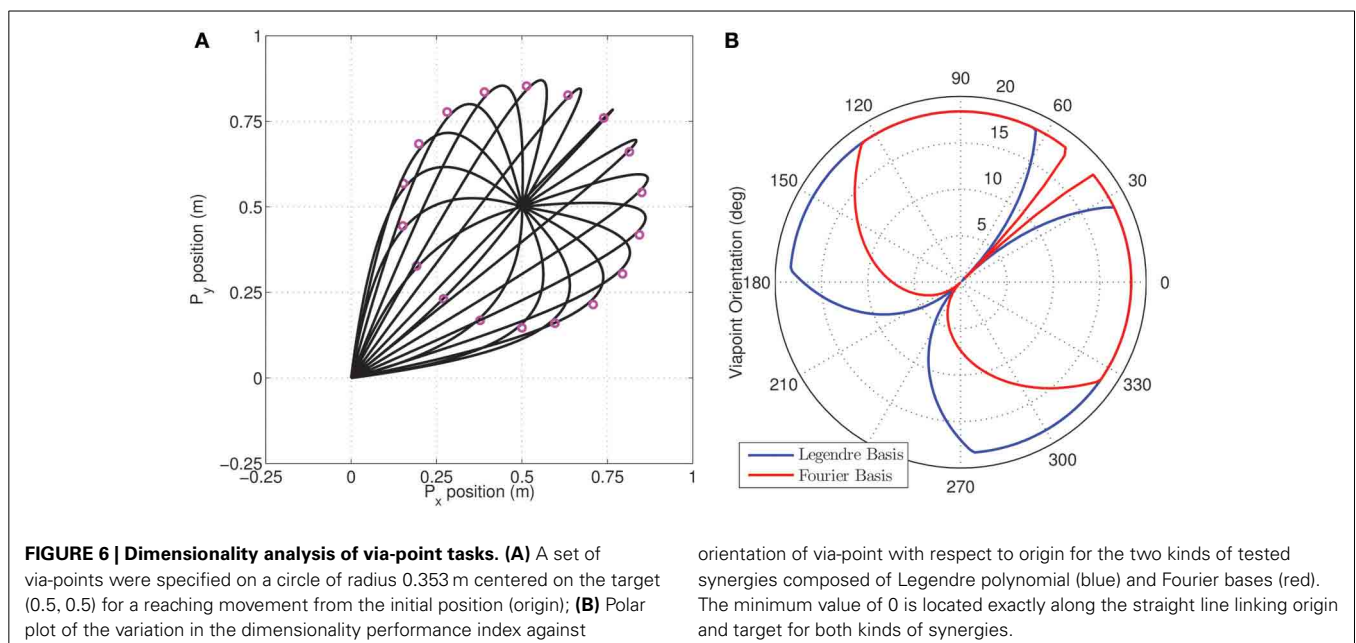 A
1
0.75
0.5
0.25
0
−0.25
−0.25
0
0.25
0.5
0.75
1
P_y position (m)
P_x position (m)
B
90
20
60
120
15
10
5
30
150
180
0
210
330
300
270
Viapoint Orientation (deg)
Legendre Basis
Fourier Basis
FIGURE 6 | Dimensionality analysis of via-point tasks. (A) A set of
via-points were specified on a circle of radius 0.353 m centered on the target
(0.5, 0.5) for a reaching movement from the initial position (origin); (B) Polar
plot of the variation in the dimensionality performance index against
orientation of via-point with respect to origin for the two kinds of tested
synergies composed of Legendre polynomial (blue) and Fourier bases (red).
The minimum value of 0 is located exactly along the straight line linking origin
and target for both kinds of synergies.